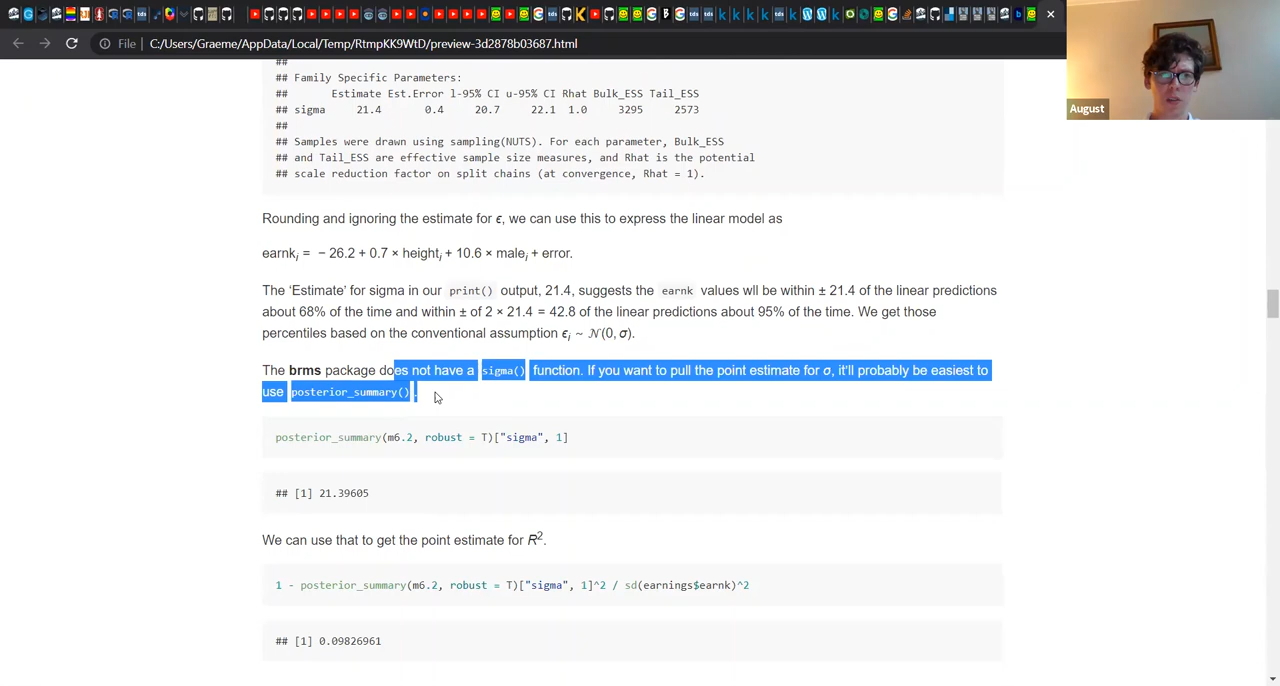 File C:/Users/Graeme/AppData/Local/Temp/RtmpKK9WtD/preview-3d2878b03687.html
August
##
## Family Specific Parameters:
## Estimate Est.Error l-95% CI u-95% CI Rhat Bulk_ESS Tail_ESS
## sigma 21.4 0.4 20.7 22.1 1.0 3295 2573
##
## Samples were drawn using sampling(NUTS). For each parameter, Bulk_ESS
## and Tail_ESS are effective sample size measures, and Rhat is the potential
## scale reduction factor on split chains (at convergence, Rhat = 1).
Rounding and ignoring the estimate for ϵ, we can use this to express the linear model as
earnkᵢ = − 26.2 + 0.7 × heightᵢ + 10.6 × maleᵢ + error.
The ‘Estimate’ for sigma in our print() output, 21.4, suggests the earnk values wll be within ± 21.4 of the linear predictions
about 68% of the time and within ± of 2 × 21.4 = 42.8 of the linear predictions about 95% of the time. We get those
percentiles based on the conventional assumption ϵᵢ ∼ 𝒩(0, σ).
The brms package does not have a sigma() function. If you want to pull the point estimate for σ, it’ll probably be easiest to
use posterior_summary().
posterior_summary(m6.2, robust = T)["sigma", 1]
## [1] 21.39605
We can use that to get the point estimate for R².
1 - posterior_summary(m6.2, robust = T)["sigma", 1]^2 / sd(earnings$earnk)^2
## [1] 0.09826961